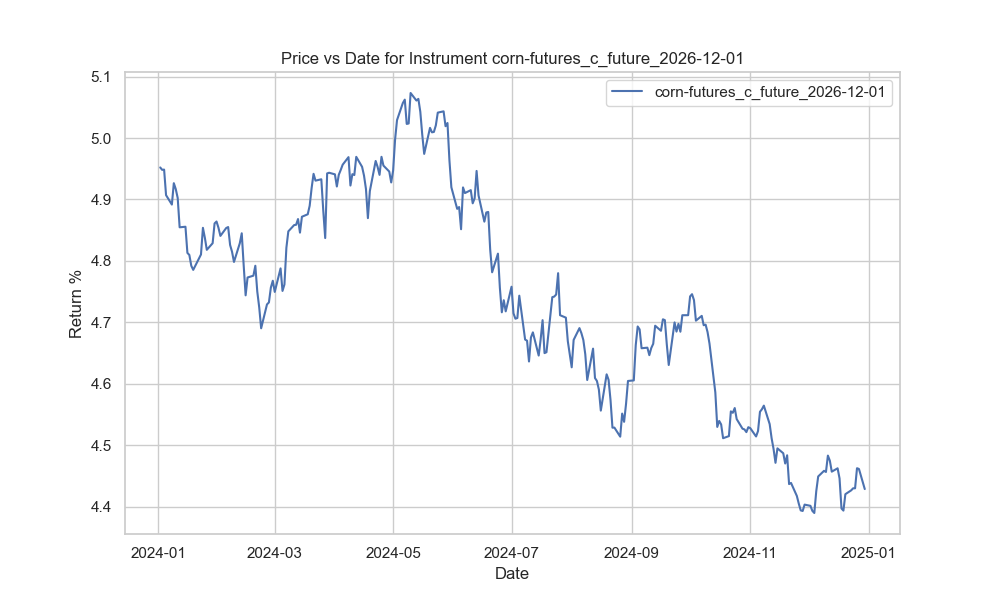 Price vs Date for Instrument corn-futures_c_future_2026-12-01
corn-futures_c_future_2026-12-01
Return %
5.1
5.0
4.9
4.8
4.7
4.6
4.5
4.4
2024-01 2024-03 2024-05 2024-07 2024-09 2024-11 2025-01
Date